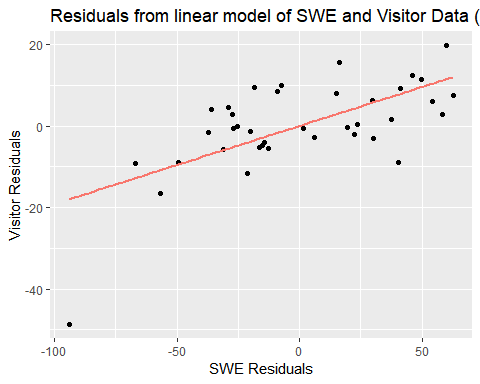 Residuals from linear model of SWE and Visitor Data (
20
0
-20
-40
Visitor Residuals
-100
-50
0
50
SWE Residuals